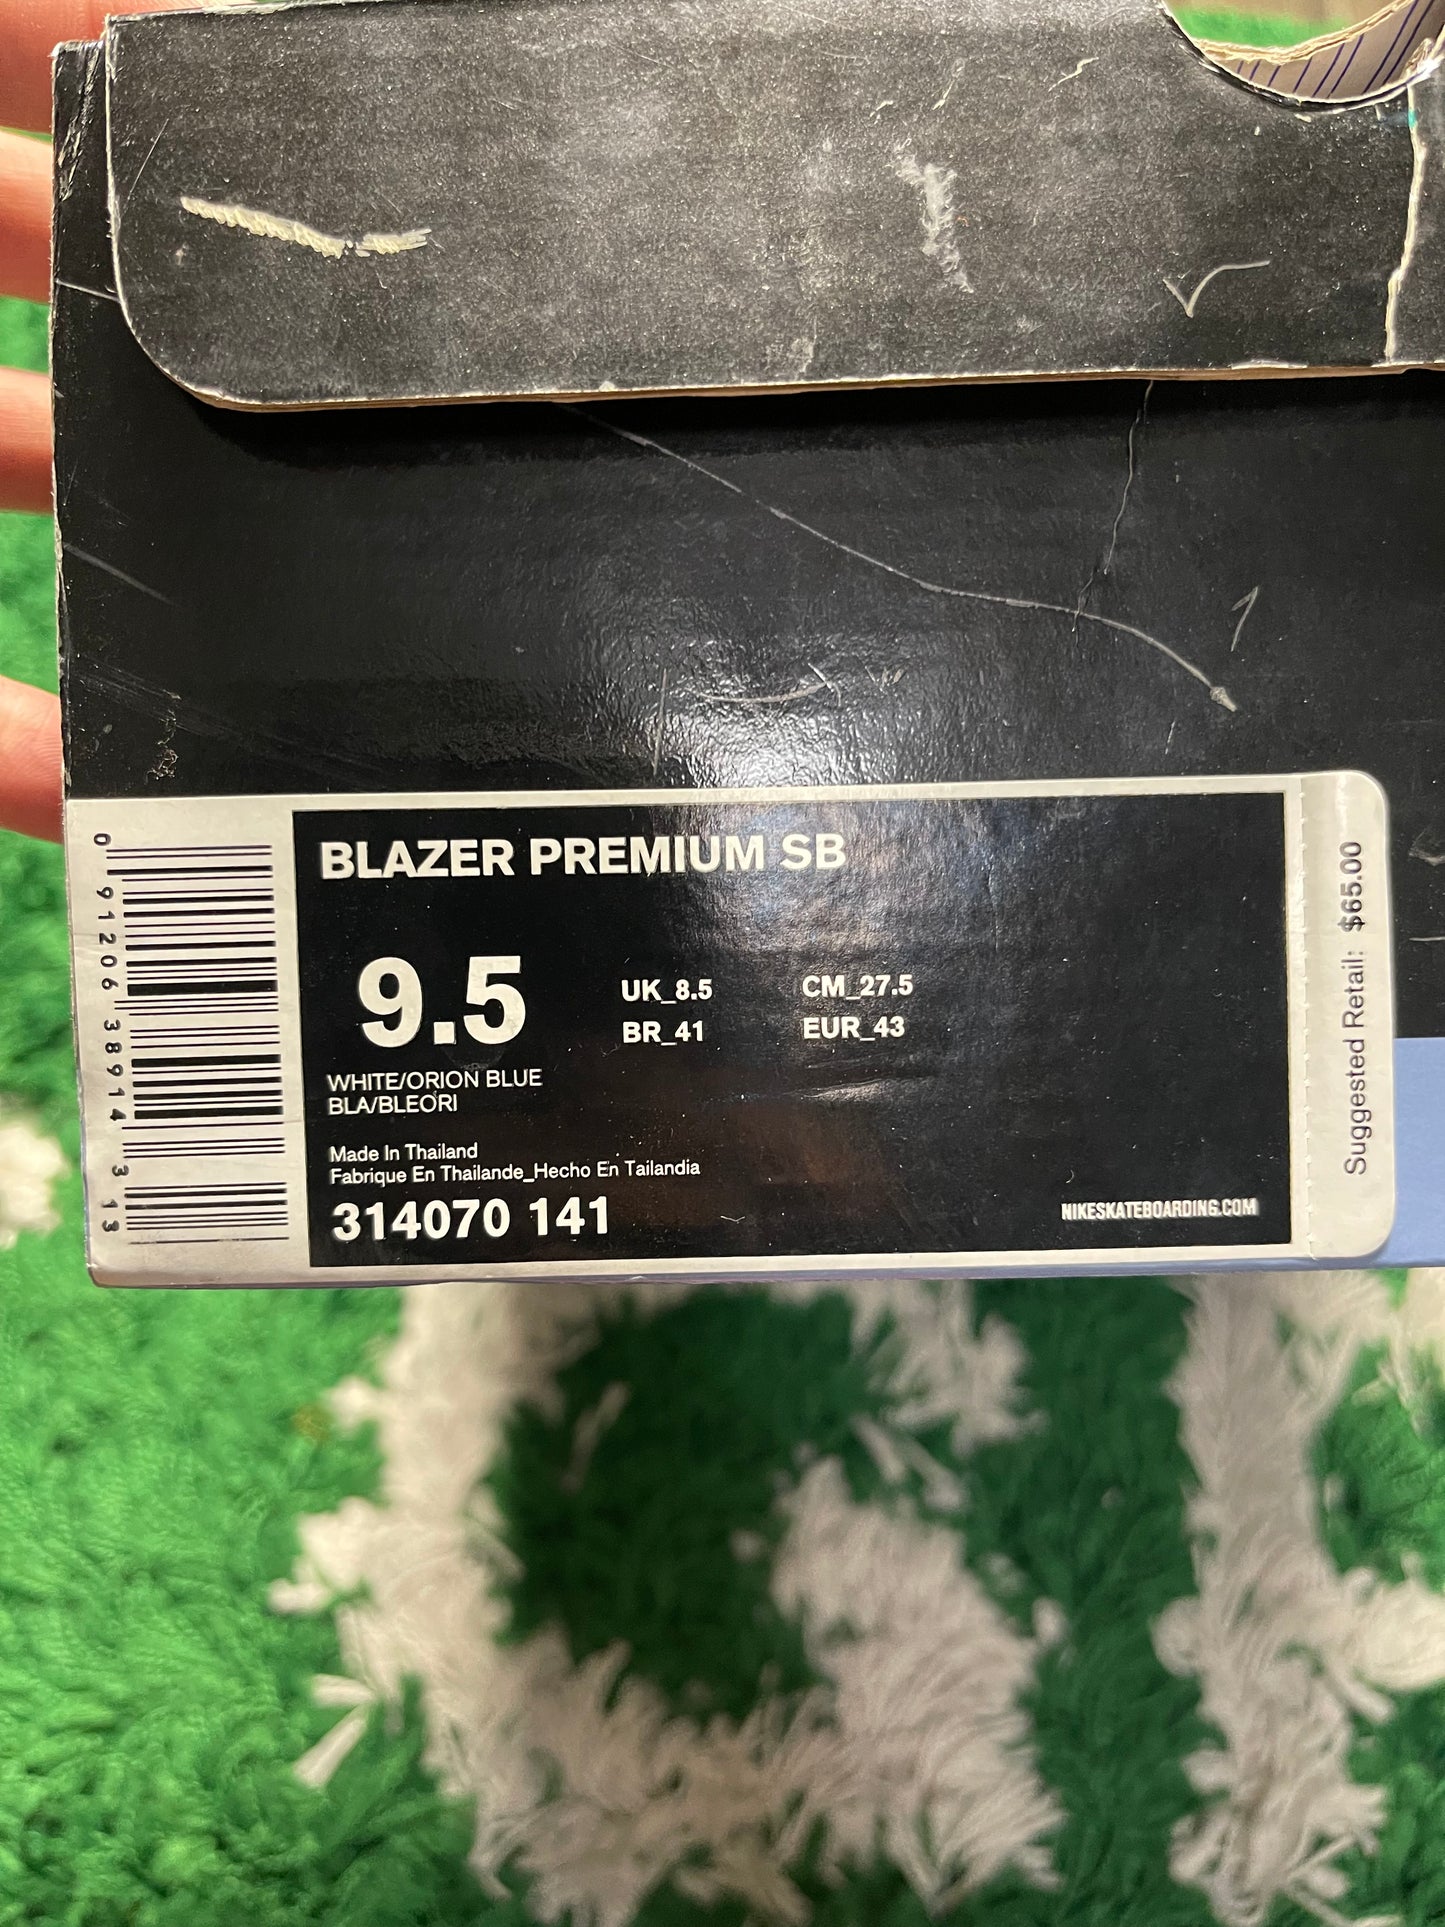 BLAZER PREMIUM SB
9.5
UK_8.5 CM_27.5
BR_41 EUR_43
WHITE/ORION BLUE
BLA/BLEORI
Made In Thailand
Fabrique En Thailande_Hecho En Tailandia
314070 141
NIKESKATEBOARDING.COM
0 91206 38914 3 13
Suggested Retail: $65.00